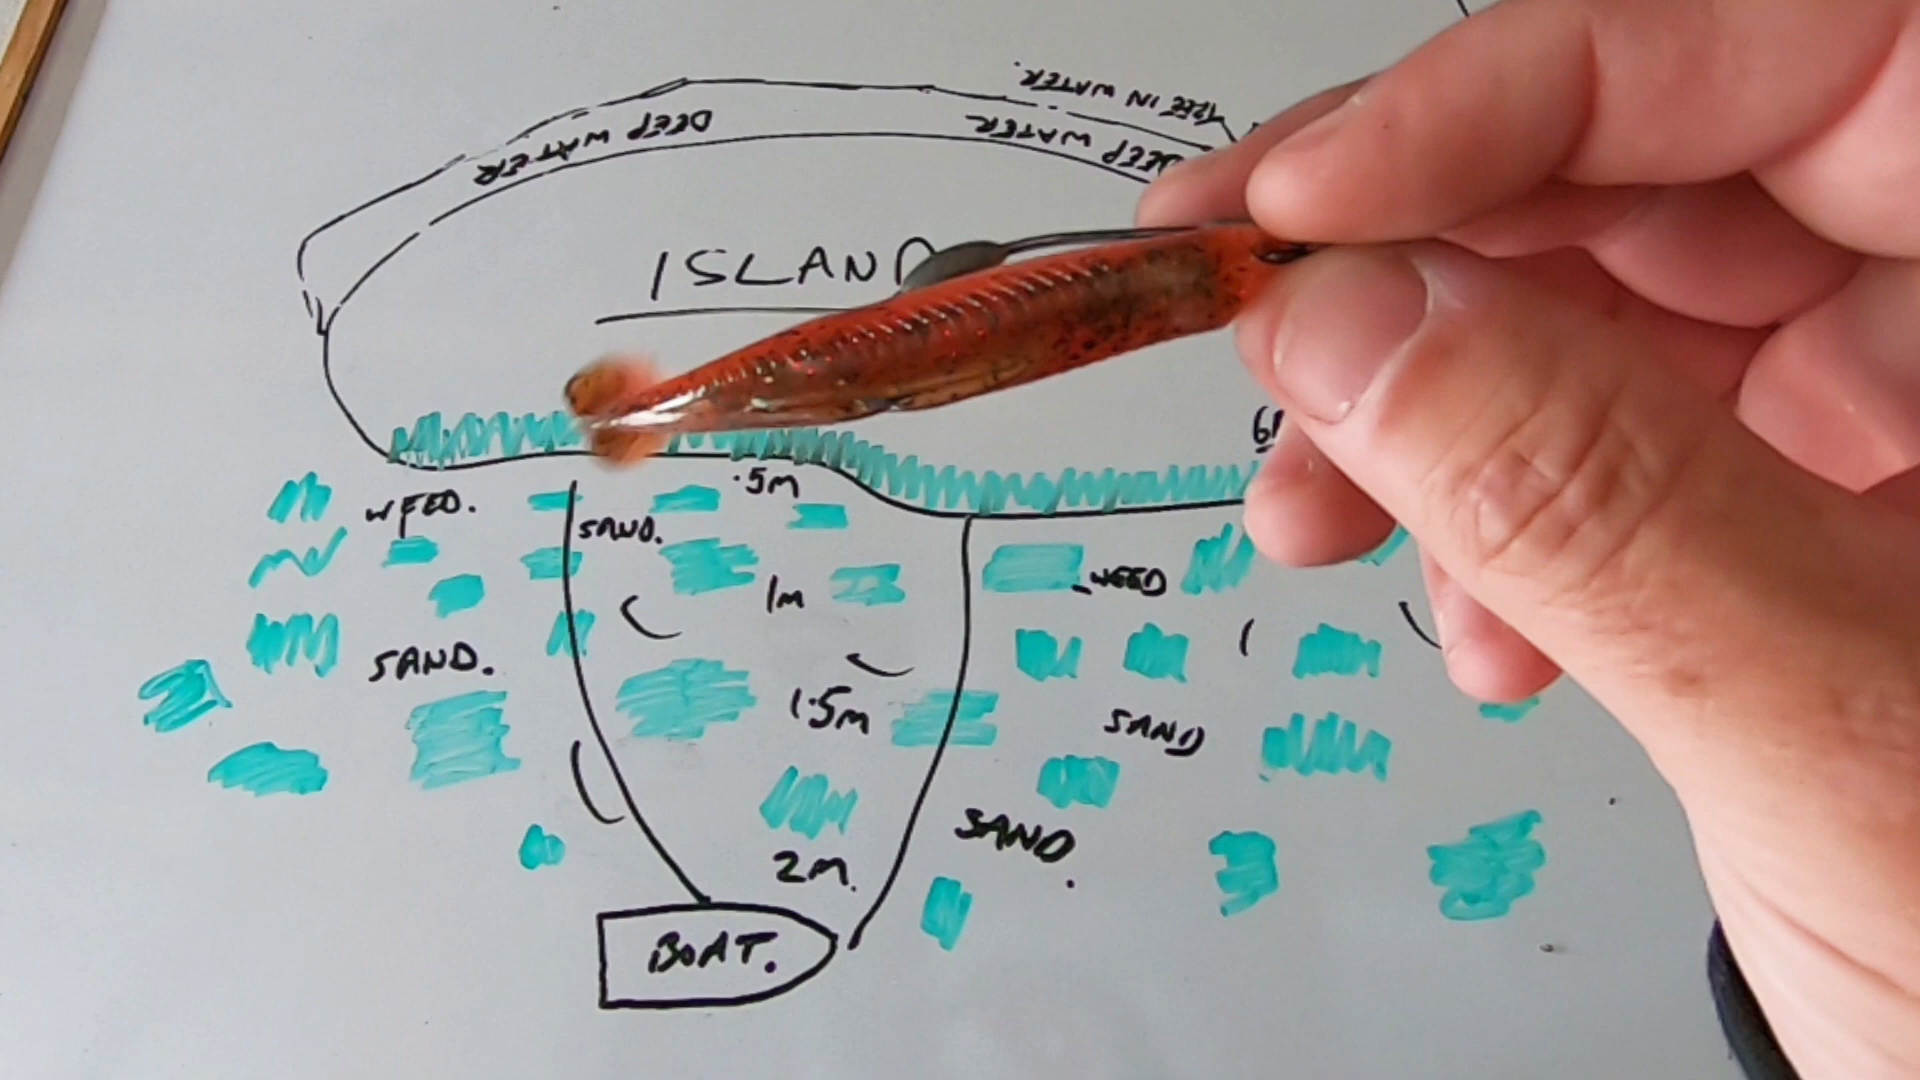 TREE IN WATER.
DEEP WATER
DEEP WATER
ISLAND
.5m
WEED.
SAND.
1m
WEED
SAND.
1.5m
SAND
SAND.
2m.
BOAT.